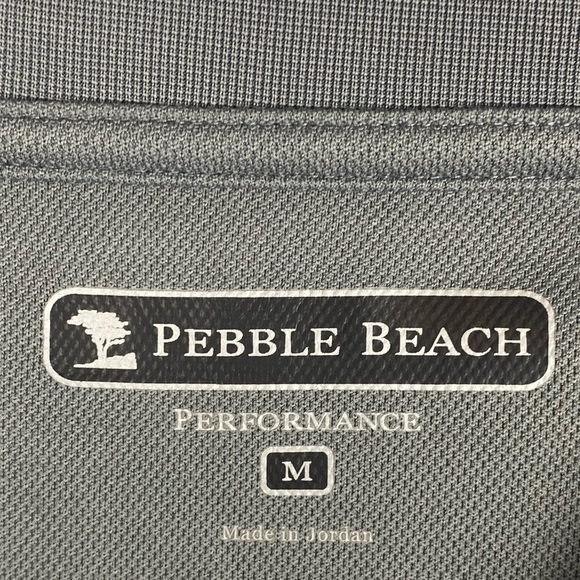 PEBBLE BEACH
PERFORMANCE
M
Made in Jordan